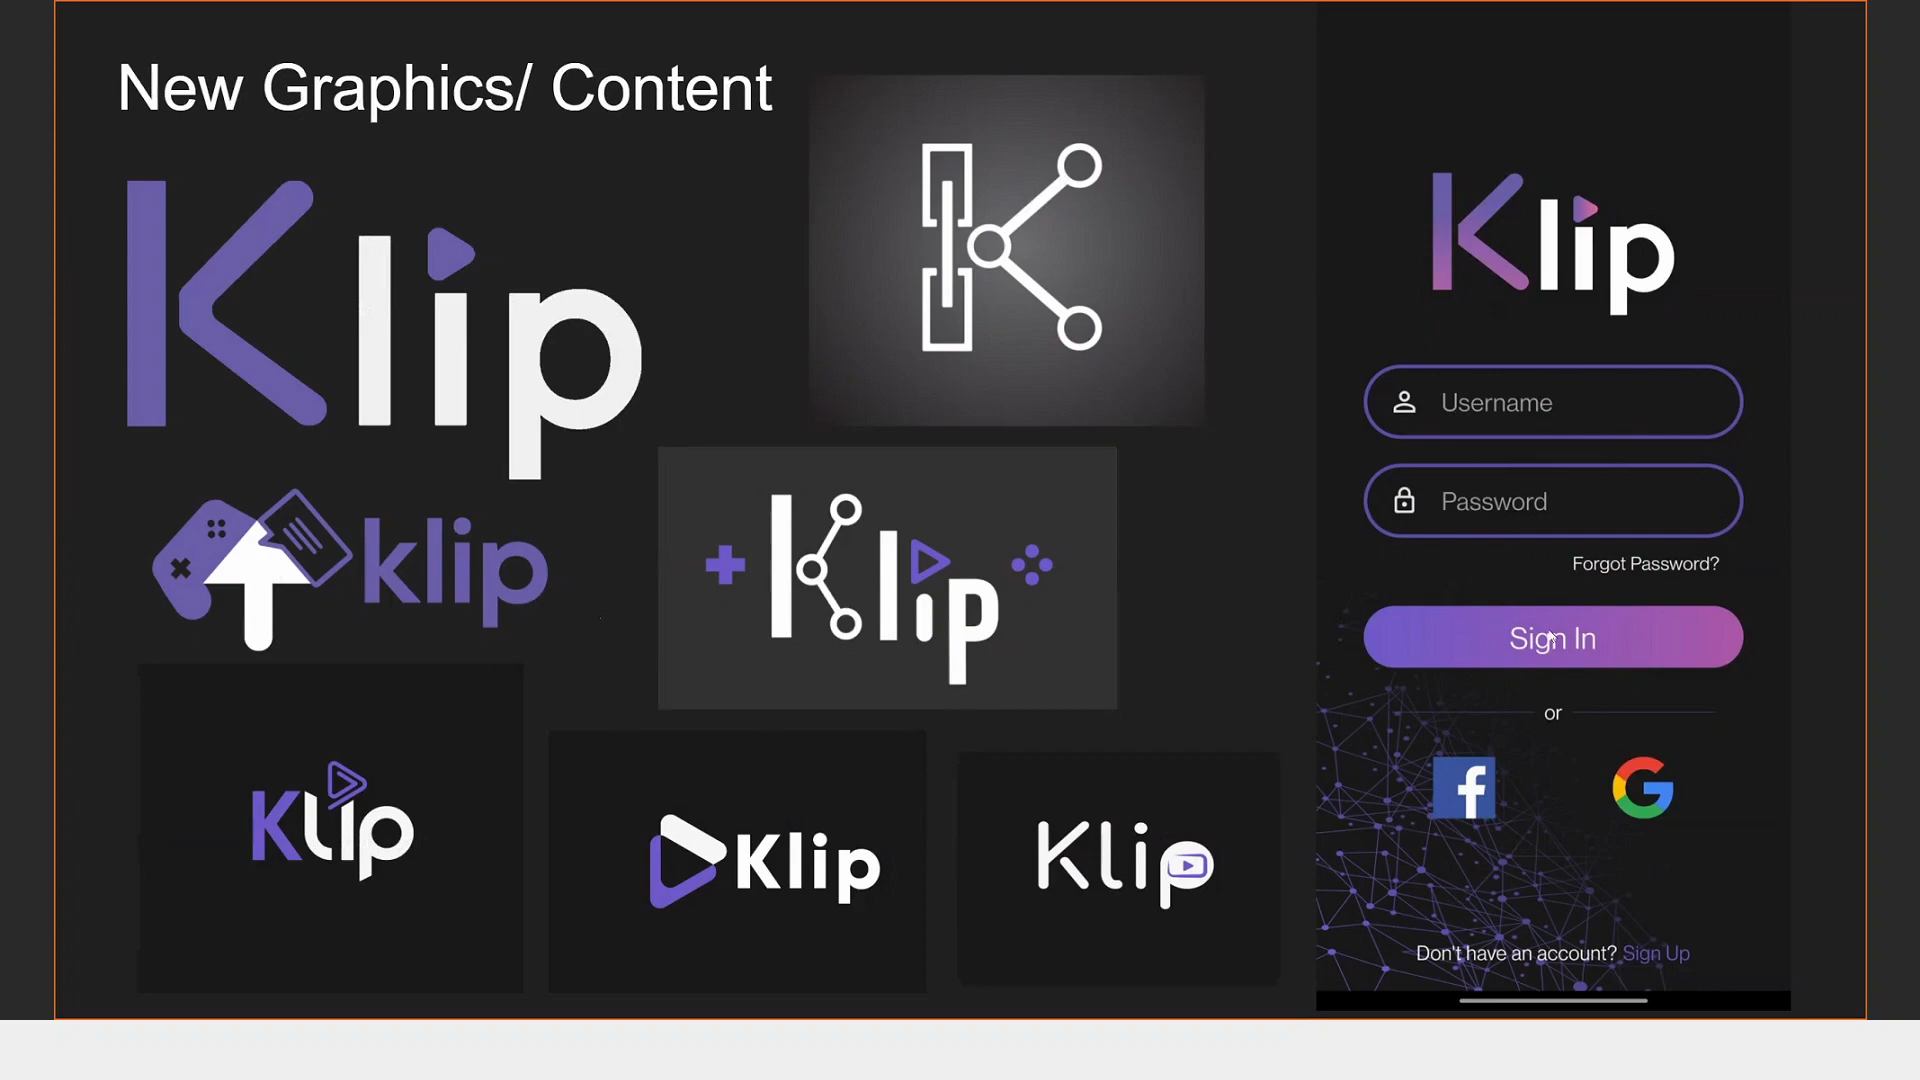 New Graphics/ Content
Klip
K
klip
Klip
Klip
Klip
Klip
Klip
Username
Password
Forgot Password?
Sign In
or
f
G
Don't have an account? Sign Up